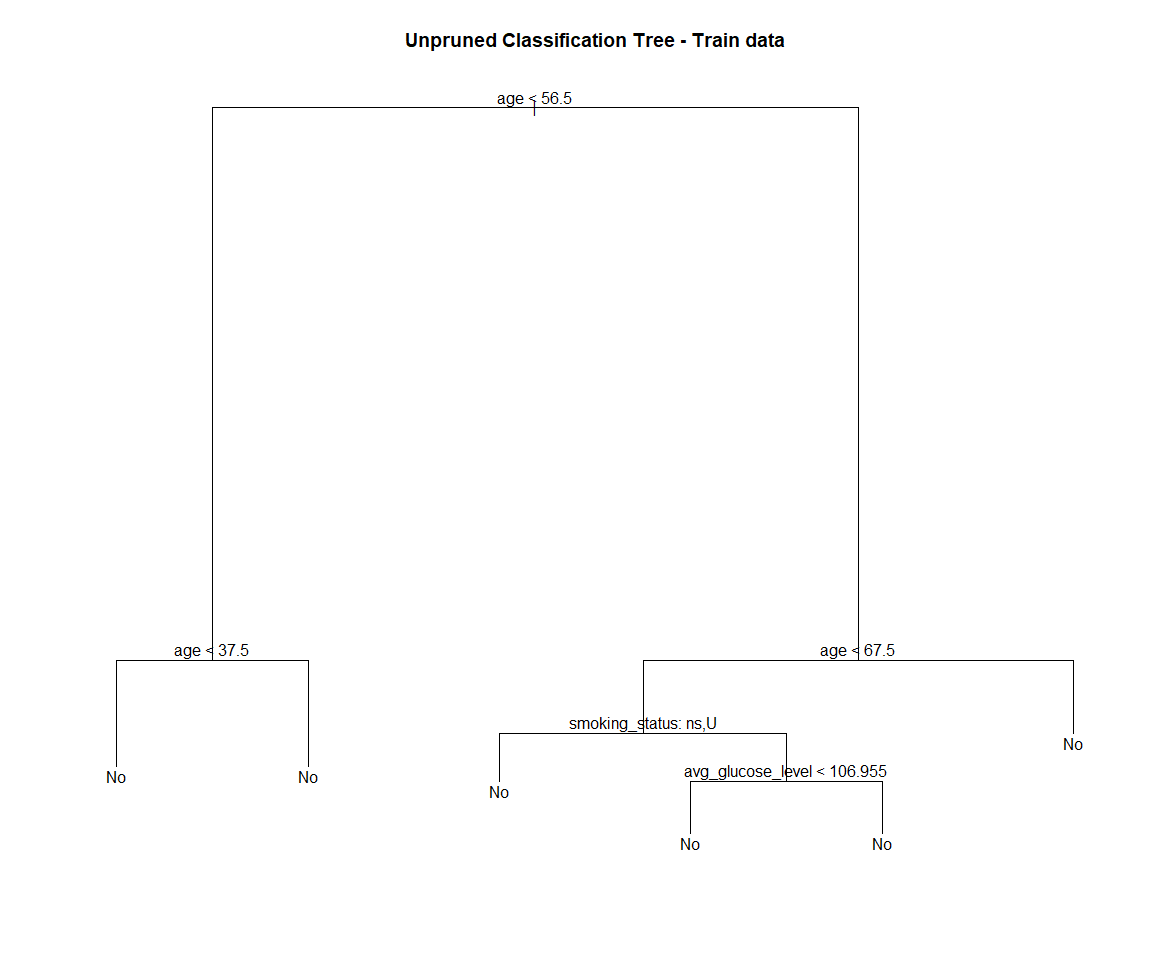 Unpruned Classification Tree - Train data
age < 56.5
age < 37.5
age < 67.5
smoking_status: ns,U
No
avg_glucose_level < 106.955
No
No
No
No
No